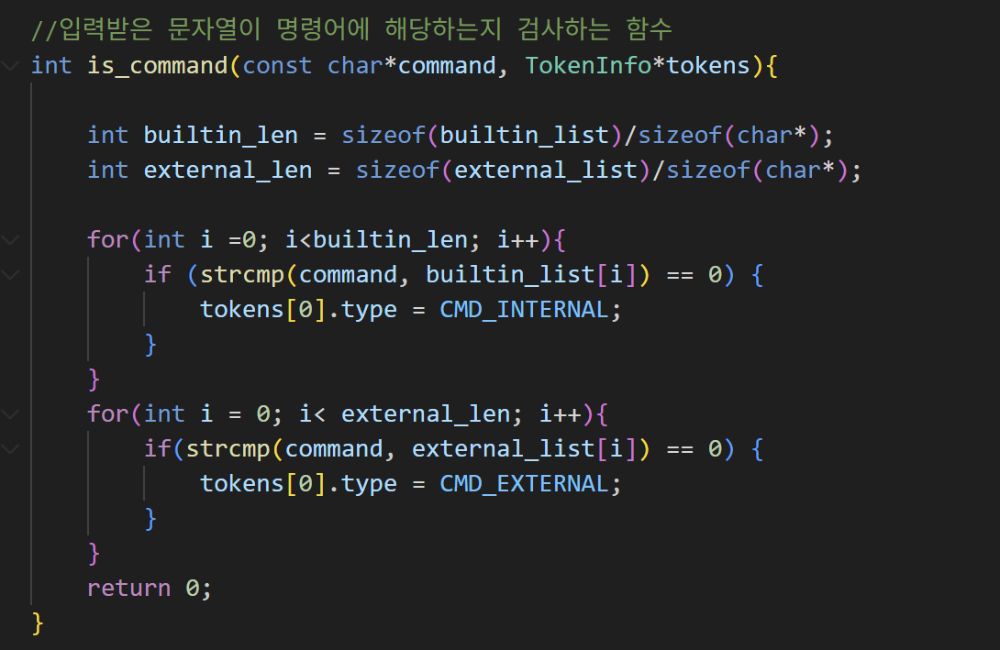 //입력받은 문자열이 명령어에 해당하는지 검사하는 함수
int is_command(const char*command, TokenInfo*tokens){
    int builtin_len = sizeof(builtin_list)/sizeof(char*);
    int external_len = sizeof(external_list)/sizeof(char*);
    for(int i =0; i<builtin_len; i++){
        if (strcmp(command, builtin_list[i]) == 0) {
            tokens[0].type = CMD_INTERNAL;
        }
    }
    for(int i = 0; i< external_len; i++){
        if(strcmp(command, external_list[i]) == 0) {
            tokens[0].type = CMD_EXTERNAL;
        }
    }
    return 0;
}